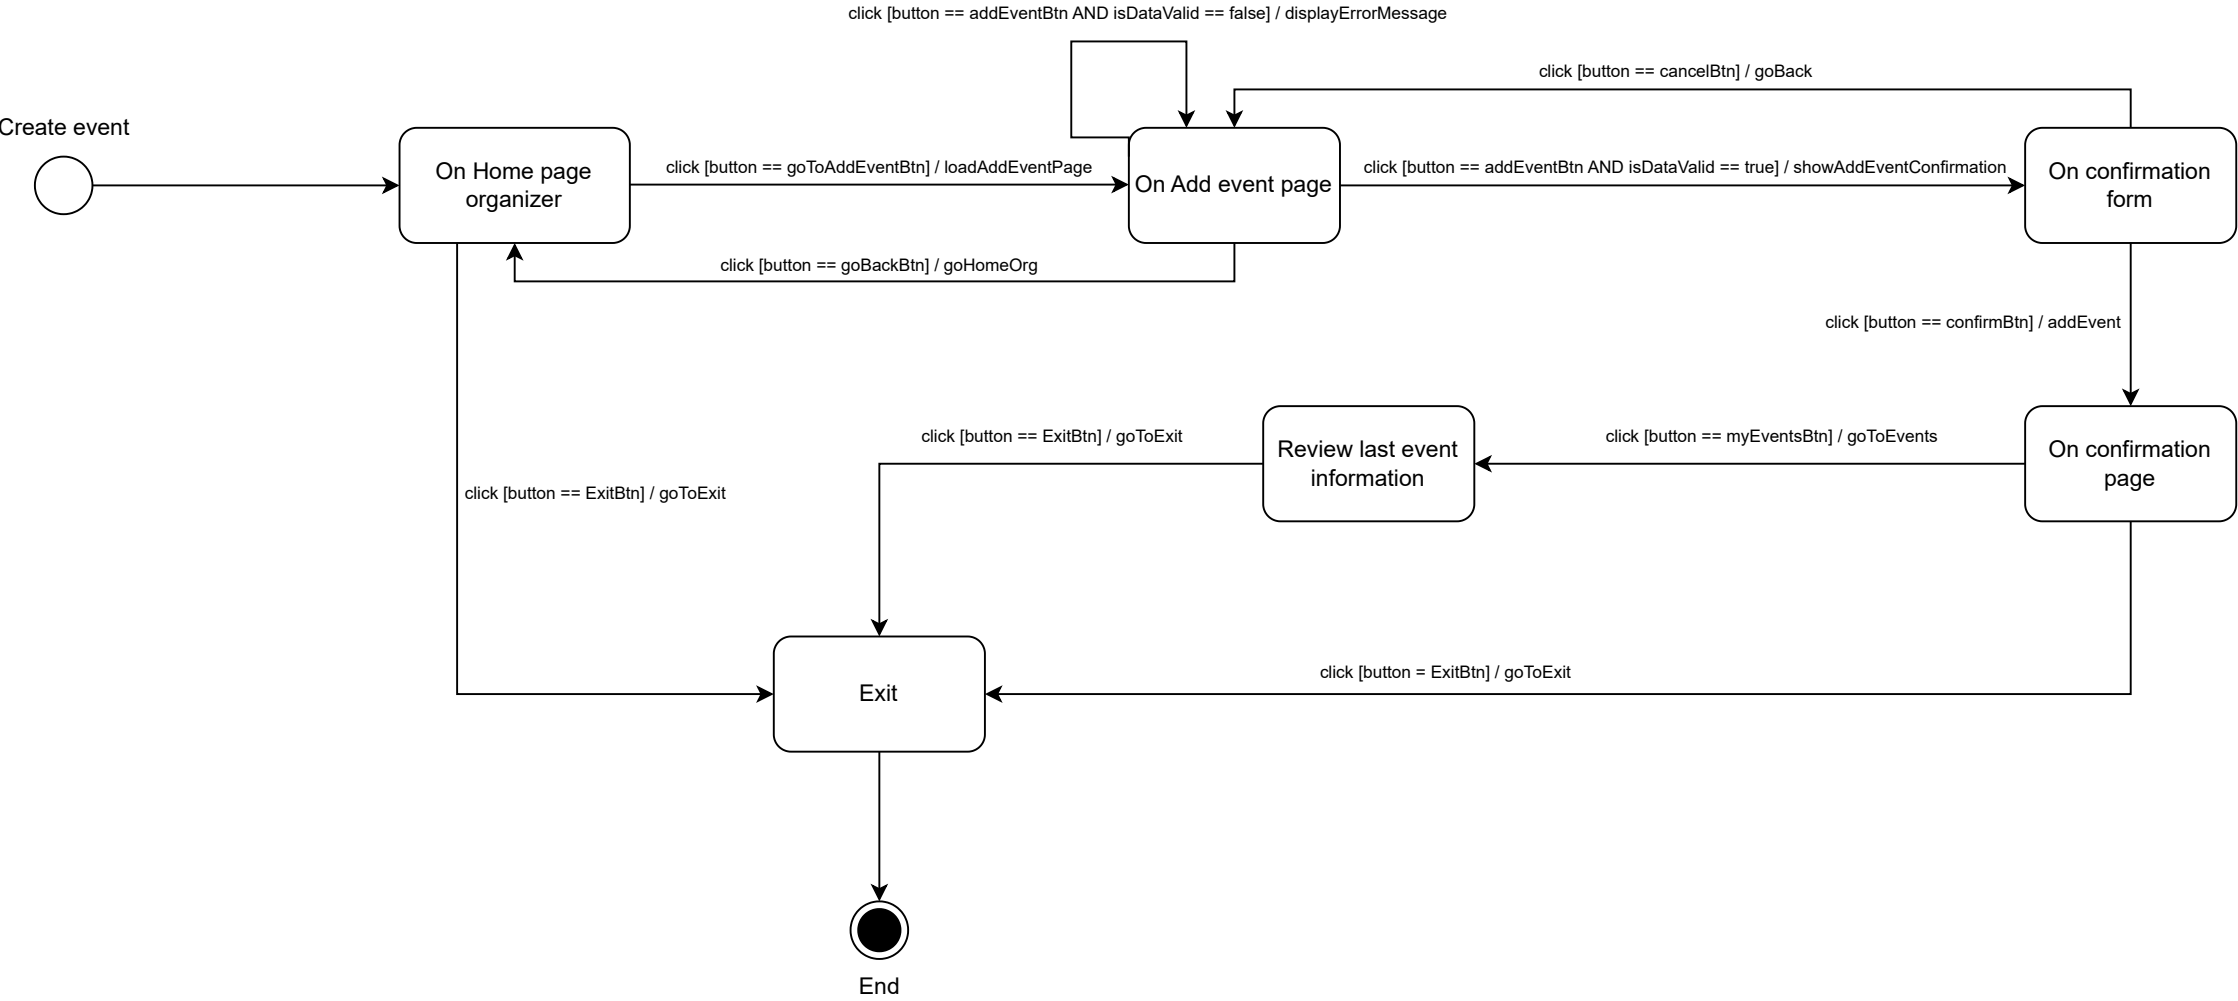 click [button == addEventBtn AND isDataValid == false] / displayErrorMessage
click [button == cancelBtn] / goBack
Create event
On Home page
organizer
click [button == goToAddEventBtn] / loadAddEventPage
On Add event page
click [button == addEventBtn AND isDataValid == true] / showAddEventConfirmation
On confirmation
form
click [button == goBackBtn] / goHomeOrg
click [button == confirmBtn] / addEvent
click [button == ExitBtn] / goToExit
Review last event
information
click [button == myEventsBtn] / goToEvents
On confirmation
page
click [button == ExitBtn] / goToExit
Exit
click [button = ExitBtn] / goToExit
End